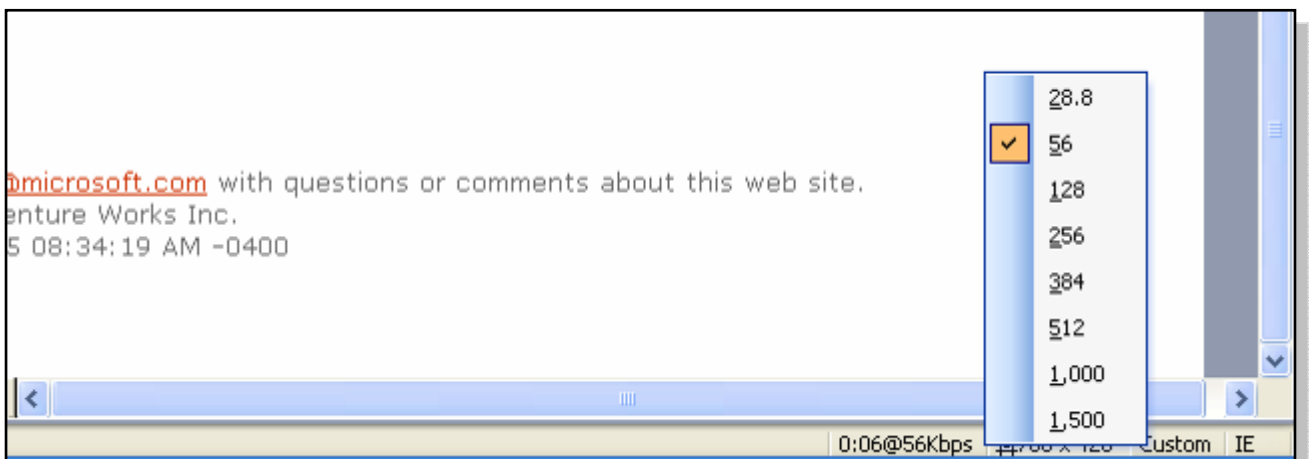 28.8
56
128
@microsoft.com with questions or comments about this web site.
enture Works Inc.
256
5 08:34:19 AM -0400
384
512
1,000
1,500
0:06@56Kbps Custom IE